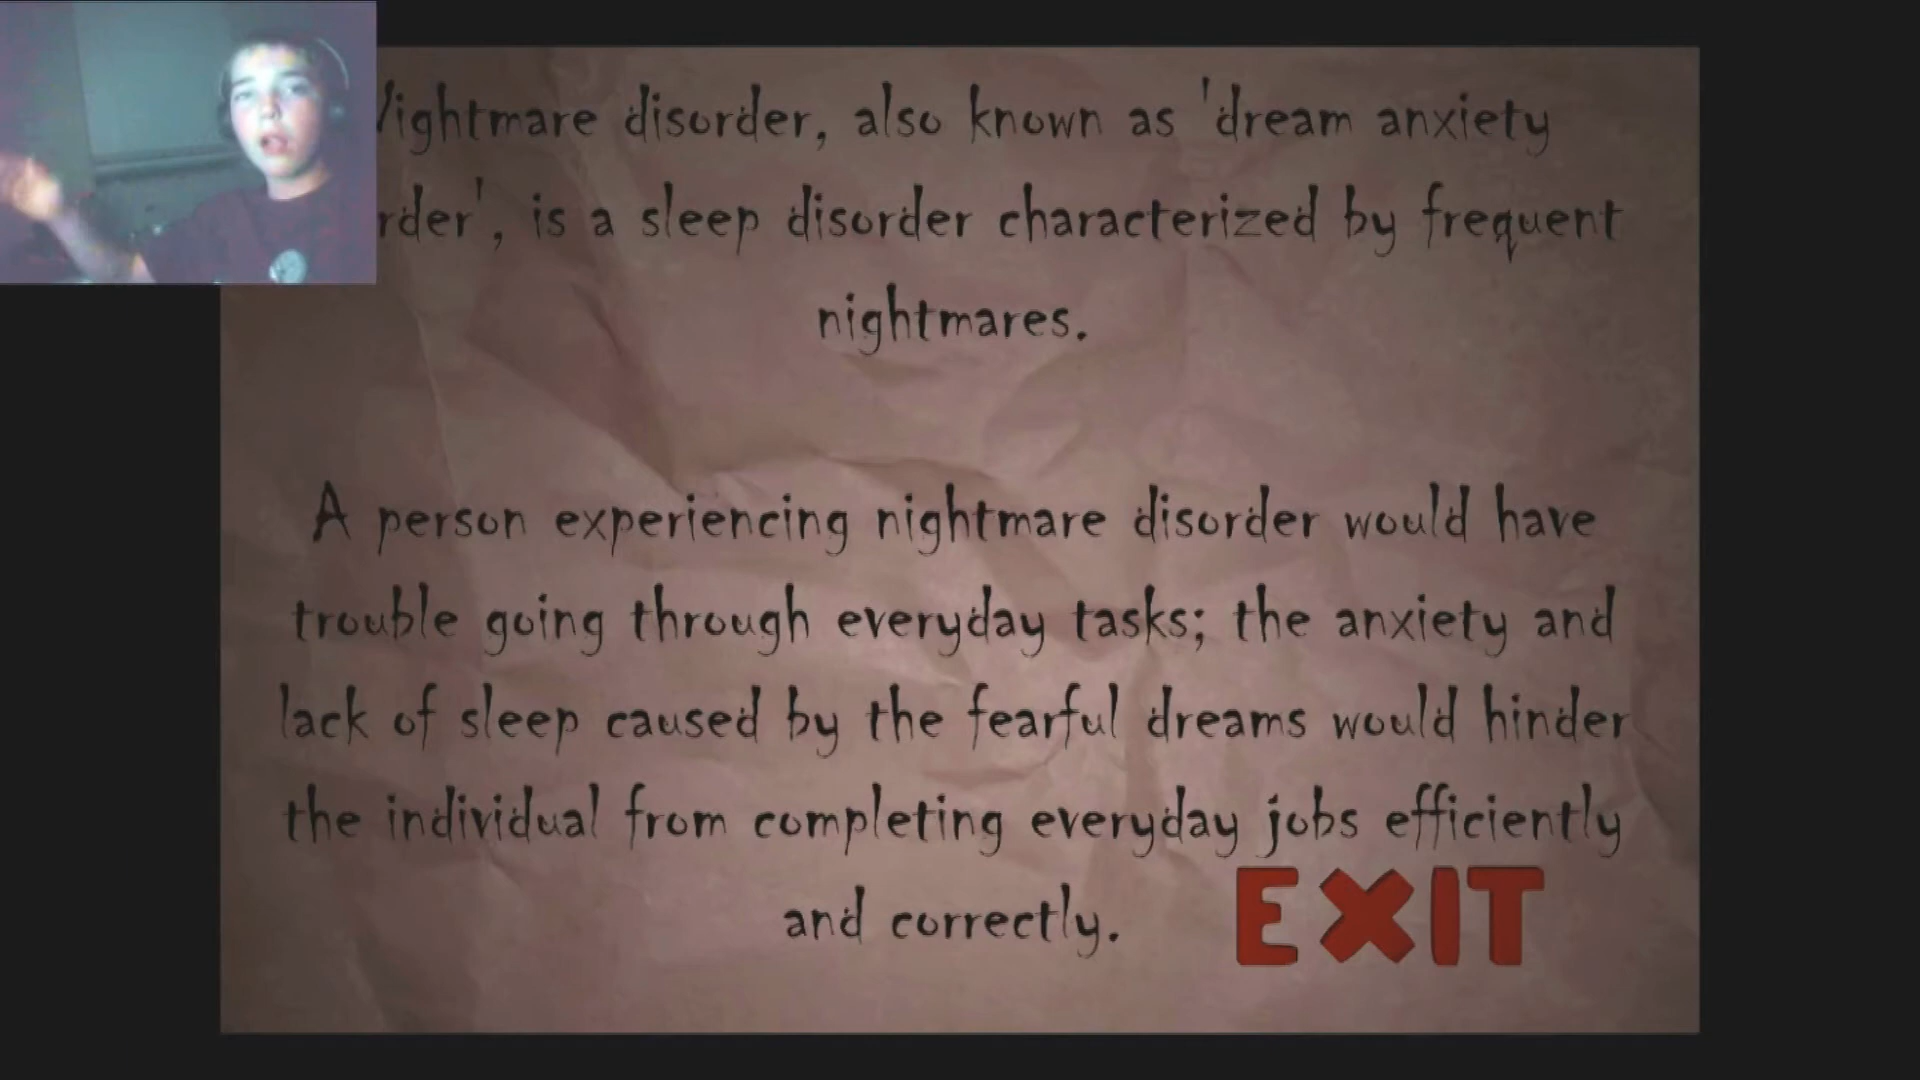 ightmare disorder, also known as 'dream anxiety
rder', is a sleep disorder characterized by frequent
nightmares.
A person experiencing nightmare disorder would have
trouble going through everyday tasks; the anxiety and
lack of sleep caused by the fearful dreams would hinder
the individual from completing everyday jobs efficiently
and correctly.
EXIT